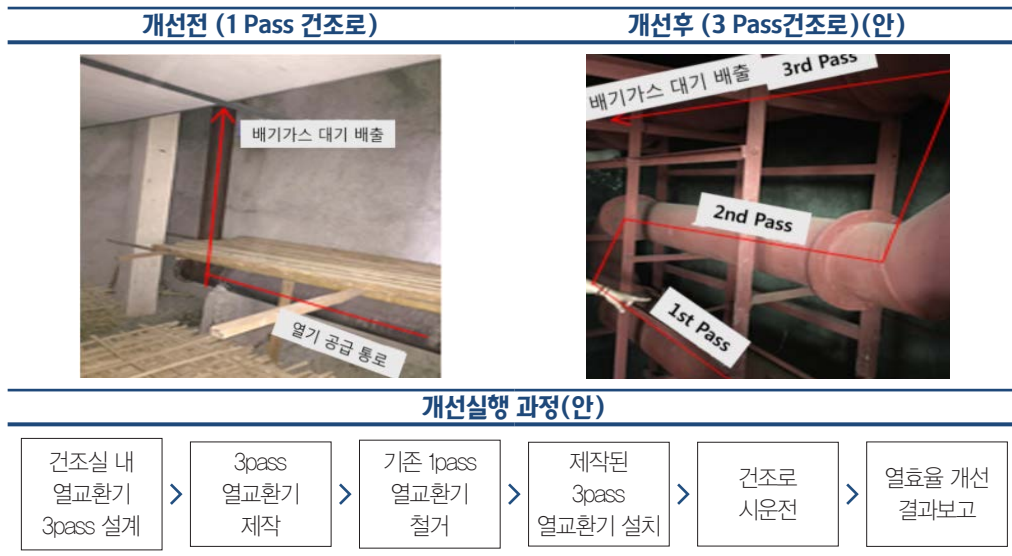 개선전 (1 Pass 건조로)
개선후 (3 Pass건조로)(안)
배기가스 대기 배출
열기 공급 통로
배기가스 대기 배출
3rd Pass
2nd Pass
1st Pass
개선실행 과정(안)
건조실 내
열교환기
3pass 설계
>
3pass
열교환기
제작
>
기존 1pass
열교환기
철거
>
제작된
3pass
열교환기 설치
>
건조로
시운전
>
열효율 개선
결과보고